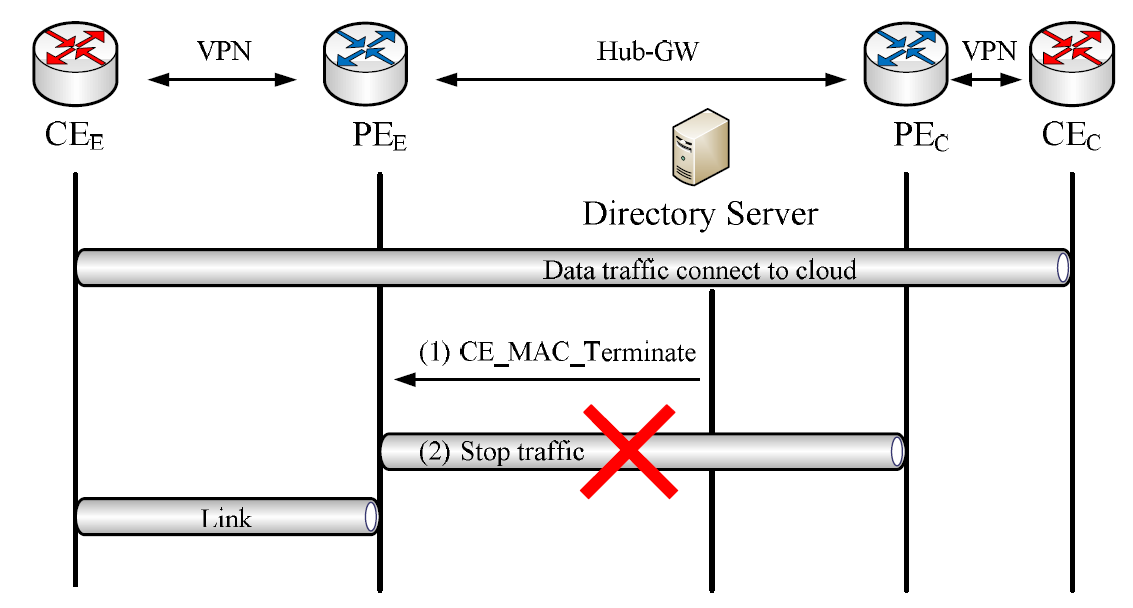 VPN
Hub-GW
VPN
CE_E
PE_E
PE_C
CE_C
Directory Server
Data traffic connect to cloud
(1) CE_MAC_Terminate
(2) Stop traffic
Link